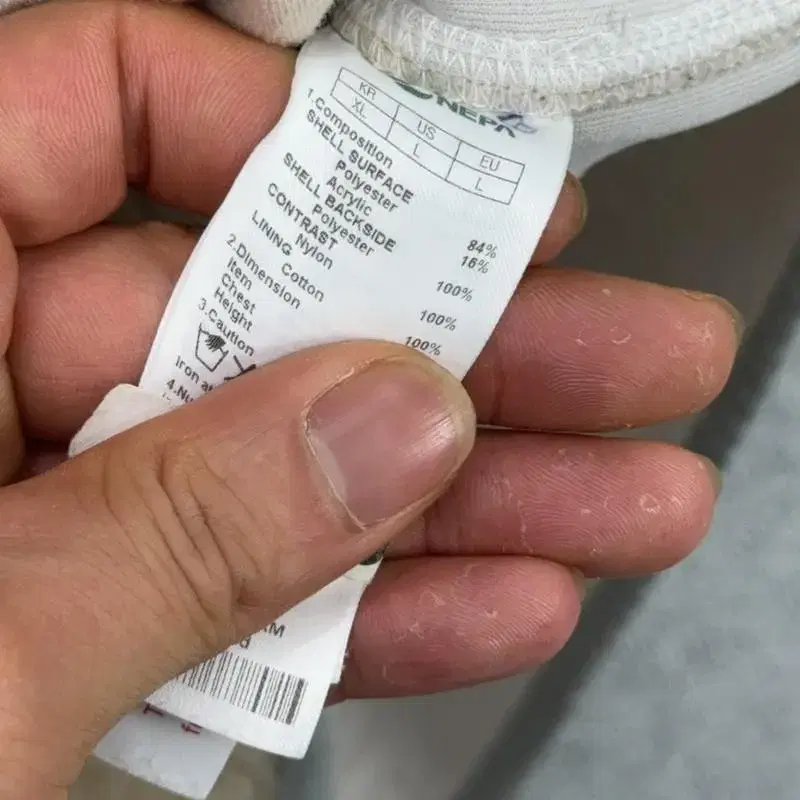 NEPA
KR US EU
XL L L
1.Composition
SHELL SURFACE
Polyester 84%
Acrylic 16%
SHELL BACKSIDE
Polyester 100%
CONTRAST
Nylon 100%
LINING
Cotton 100%
2.Dimension
Item
Chest
Height
3.Caution
Iron